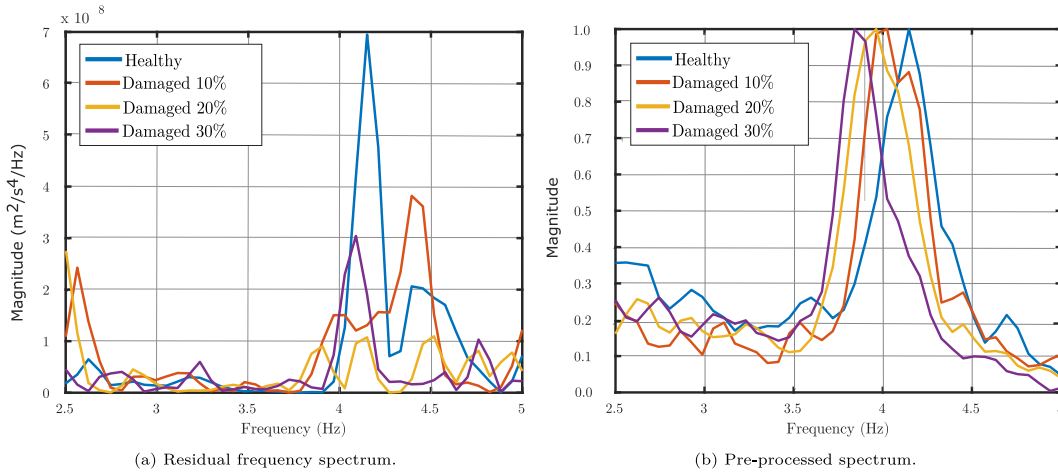 x 10 8
7
6
5
4
3
2
1
0
Magnitude (m2/s4/Hz)
Healthy
Damaged 10%
Damaged 20%
Damaged 30%
2.5 3 3.5 4 4.5 5
Frequency (Hz)
(a) Residual frequency spectrum.
1.0
0.9
0.8
0.7
0.6
0.5
0.4
0.3
0.2
0.1
0.0
Magnitude
Healthy
Damaged 10%
Damaged 20%
Damaged 30%
2.5 3 3.5 4 4.5
Frequency (Hz)
(b) Pre-processed spectrum.